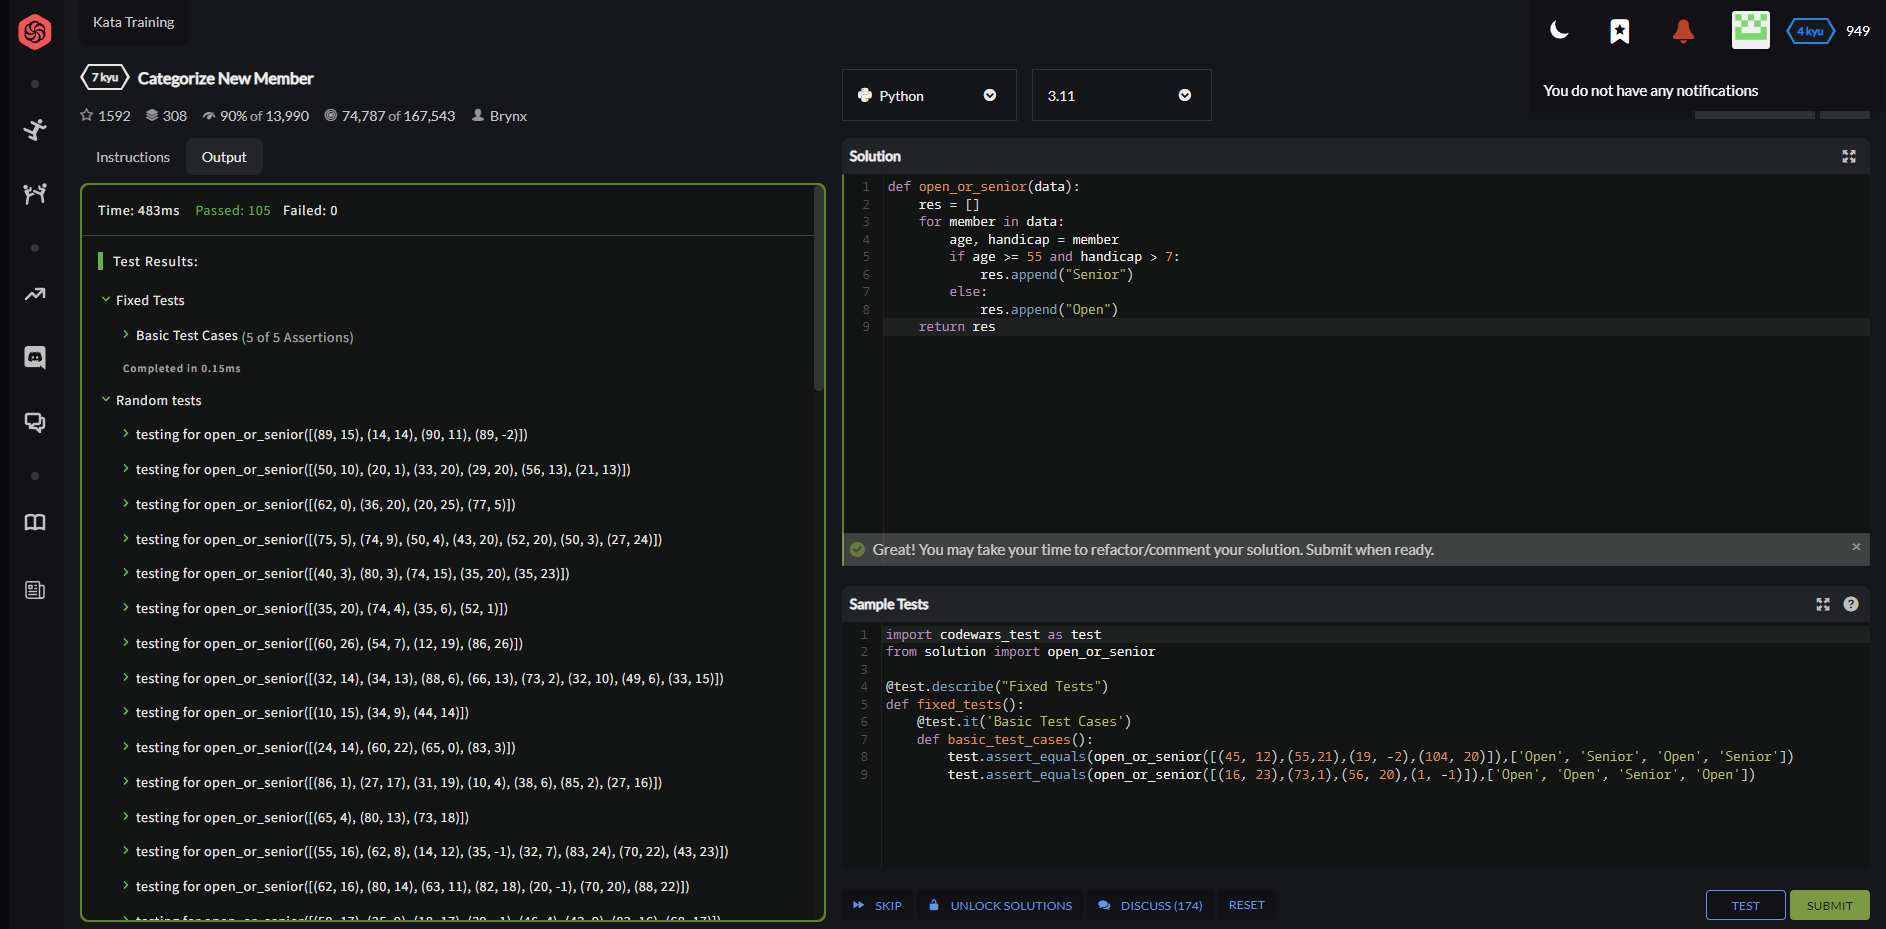 Kata Training
4 kyu 949
You do not have any notifications
7 kyu Categorize New Member
1592 308 90% of 13,990 74,787 of 167,543 Brynx
Instructions Output
Time: 483ms Passed: 105 Failed: 0
Test Results:
Fixed Tests
Basic Test Cases (5 of 5 Assertions)
Completed in 0.15ms
Random tests
testing for open_or_senior([(89, 15), (14, 14), (90, 11), (89, -2)])
testing for open_or_senior([(50, 10), (20, 1), (33, 20), (29, 20), (56, 13), (21, 13)])
testing for open_or_senior([(62, 0), (36, 20), (20, 25), (77, 5)])
testing for open_or_senior([(75, 5), (74, 9), (50, 4), (43, 20), (52, 20), (50, 3), (27, 24)])
testing for open_or_senior([(40, 3), (80, 3), (74, 15), (35, 20), (35, 23)])
testing for open_or_senior([(35, 20), (74, 4), (35, 6), (52, 1)])
testing for open_or_senior([(60, 26), (54, 7), (12, 19), (86, 26)])
testing for open_or_senior([(32, 14), (34, 13), (88, 6), (66, 13), (73, 2), (32, 10), (49, 6), (33, 15)])
testing for open_or_senior([(10, 15), (34, 9), (44, 14)])
testing for open_or_senior([(24, 14), (60, 22), (65, 0), (83, 3)])
testing for open_or_senior([(86, 1), (27, 17), (31, 19), (10, 4), (38, 6), (85, 2), (27, 16)])
testing for open_or_senior([(65, 4), (80, 13), (73, 18)])
testing for open_or_senior([(55, 16), (62, 8), (14, 12), (35, -1), (32, 7), (83, 24), (70, 22), (43, 23)])
testing for open_or_senior([(62, 16), (80, 14), (63, 11), (82, 18), (20, -1), (70, 20), (88, 22)])
Python 3.11
Solution
1 def open_or_senior(data):
2 res = []
3 for member in data:
4 age, handicap = member
5 if age >= 55 and handicap > 7:
6 res.append("Senior")
7 else:
8 res.append("Open")
9 return res
Great! You may take your time to refactor/comment your solution. Submit when ready.
Sample Tests
1 import codewars_test as test
2 from solution import open_or_senior
3
4 @test.describe("Fixed Tests")
5 def fixed_tests():
6 @test.it('Basic Test Cases')
7 def basic_test_cases():
8 test.assert_equals(open_or_senior([(45, 12),(55,21),(19, -2),(104, 20)]),['Open', 'Senior', 'Open', 'Senior'])
9 test.assert_equals(open_or_senior([(16, 23),(73,1),(56, 20),(1, -1)]),['Open', 'Open', 'Senior', 'Open'])
SKIP UNLOCK SOLUTIONS DISCUSS (174) RESET TEST SUBMIT